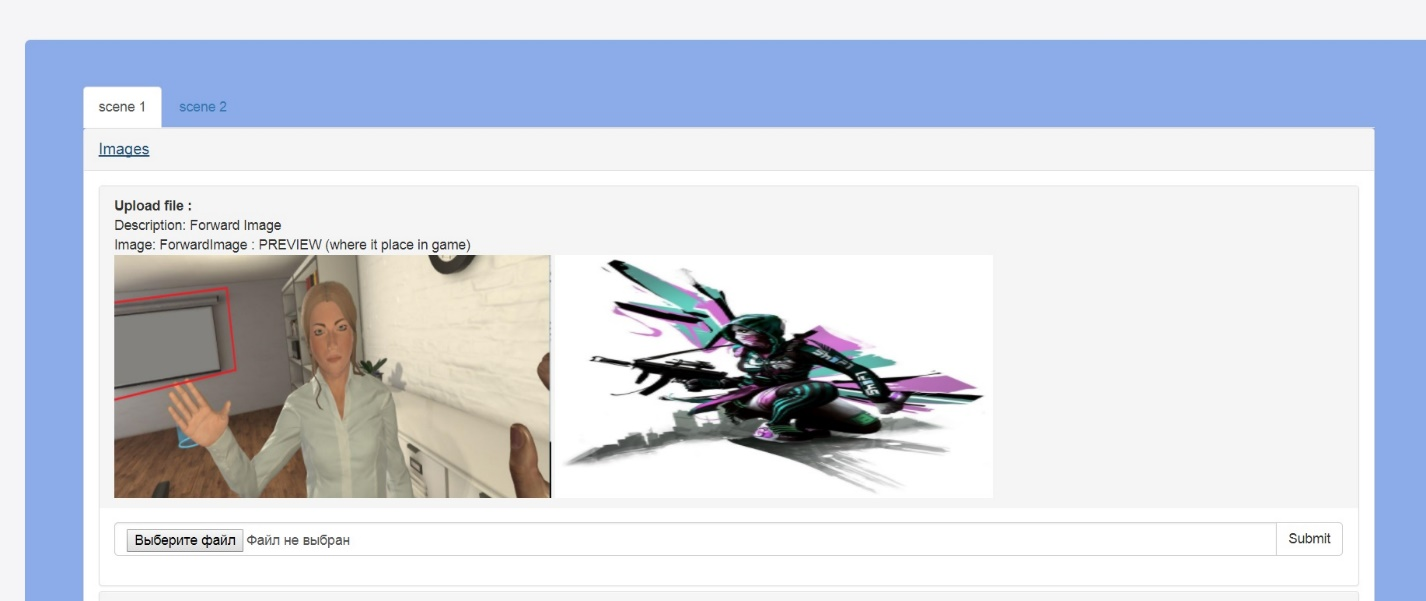 scene 1 scene 2
Images
Upload file :
Description: Forward Image
Image: ForwardImage : PREVIEW (where it place in game)
Выберите файл Файл не выбран Submit